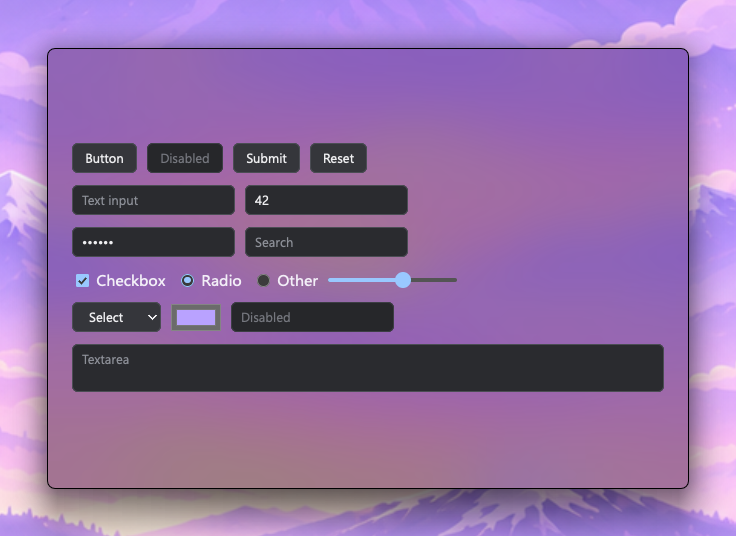 Button Disabled Submit Reset
Text input 42
•••••• Search
Checkbox Radio Other
Select Disabled
Textarea